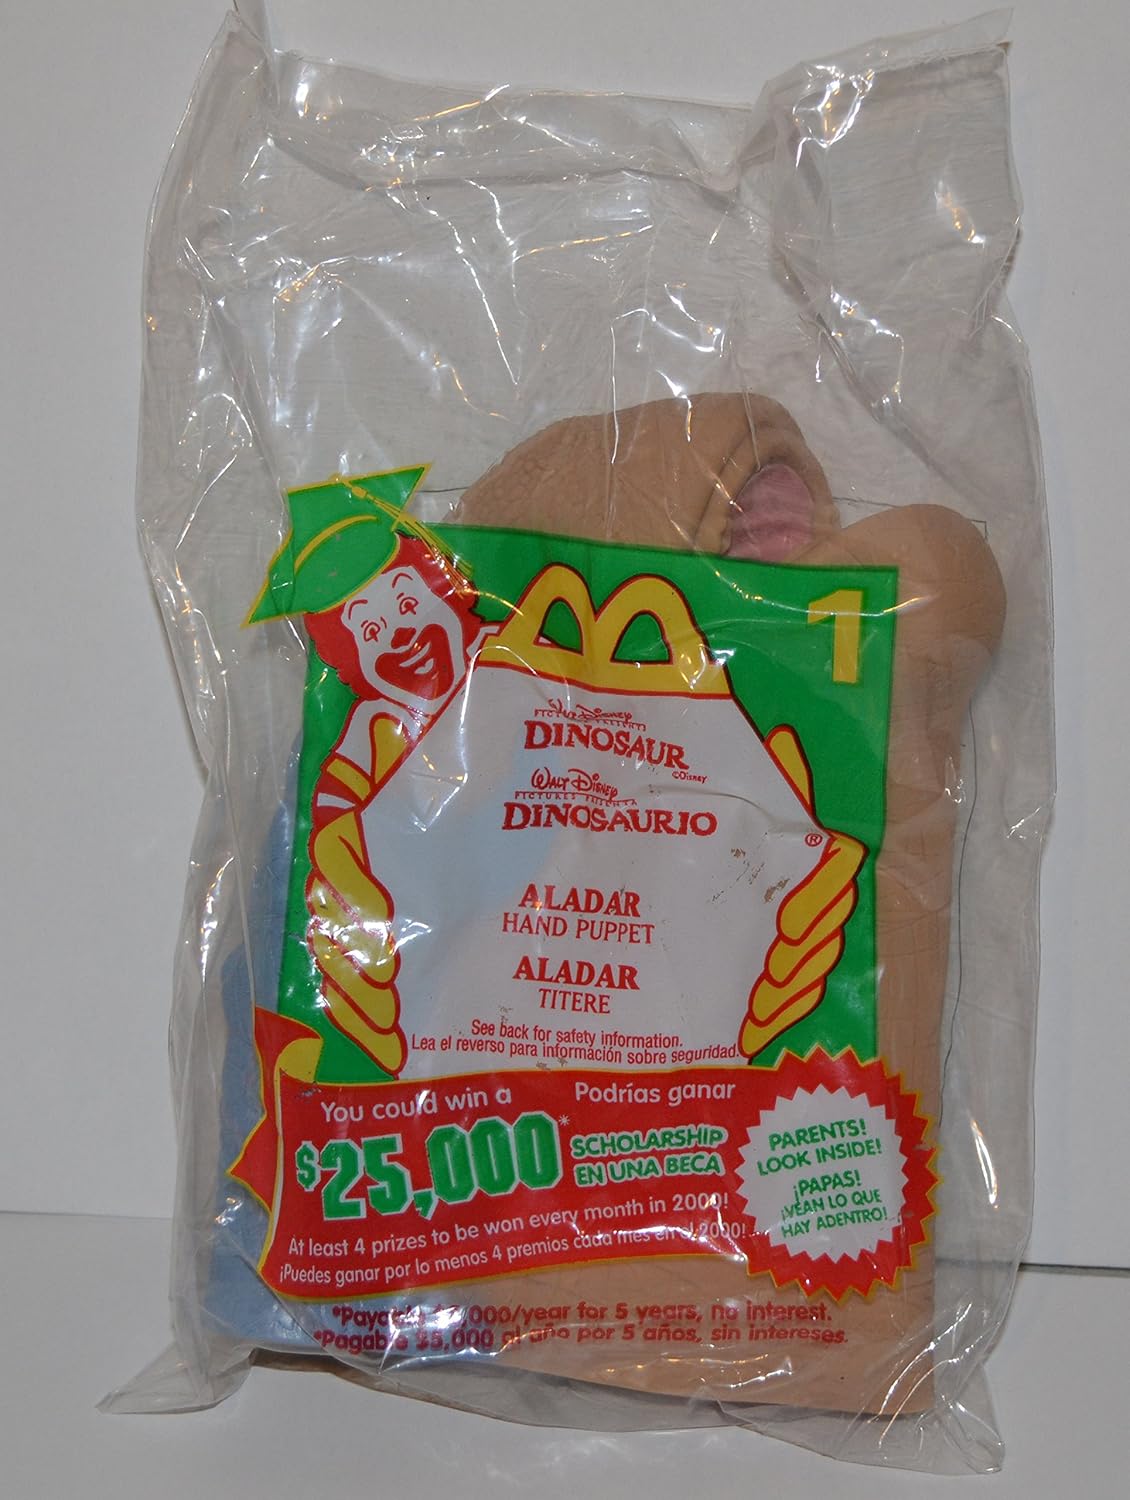 1
Walt Disney
PICTURES PRESENTS
DINOSAUR
©Disney
Walt Disney
PICTURES PRESENTA
DINOSAURIO
®
ALADAR
HAND PUPPET
ALADAR
TITERE
See back for safety information.
Lea el reverso para información sobre seguridad.
You could win a Podrías ganar
$25,000* SCHOLARSHIP
EN UNA BECA
At least 4 prizes to be won every month in 2000!
¡Puedes ganar por lo menos 4 premios cada mes en el 2000!
PARENTS!
LOOK INSIDE!
¡PAPAS!
¡VEAN LO QUE
HAY ADENTRO!
*Payable $5,000/year for 5 years, no interest.
*Pagable $5,000 al año por 5 años, sin intereses.